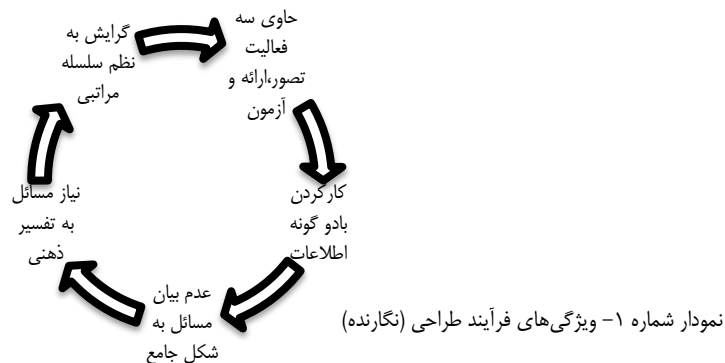 حاوی سه
فعالیت
تصور،ارائه و
آزمون
کارکردن
بادو گونه
اطلاعات
عدم بیان
مسائل به
شکل جامع
نیاز مسائل
به تفسیر
ذهنی
گرایش به
نظم سلسله
مراتبی
نمودار شماره ۱- ویژگی‌های فرآیند طراحی (نگارنده)